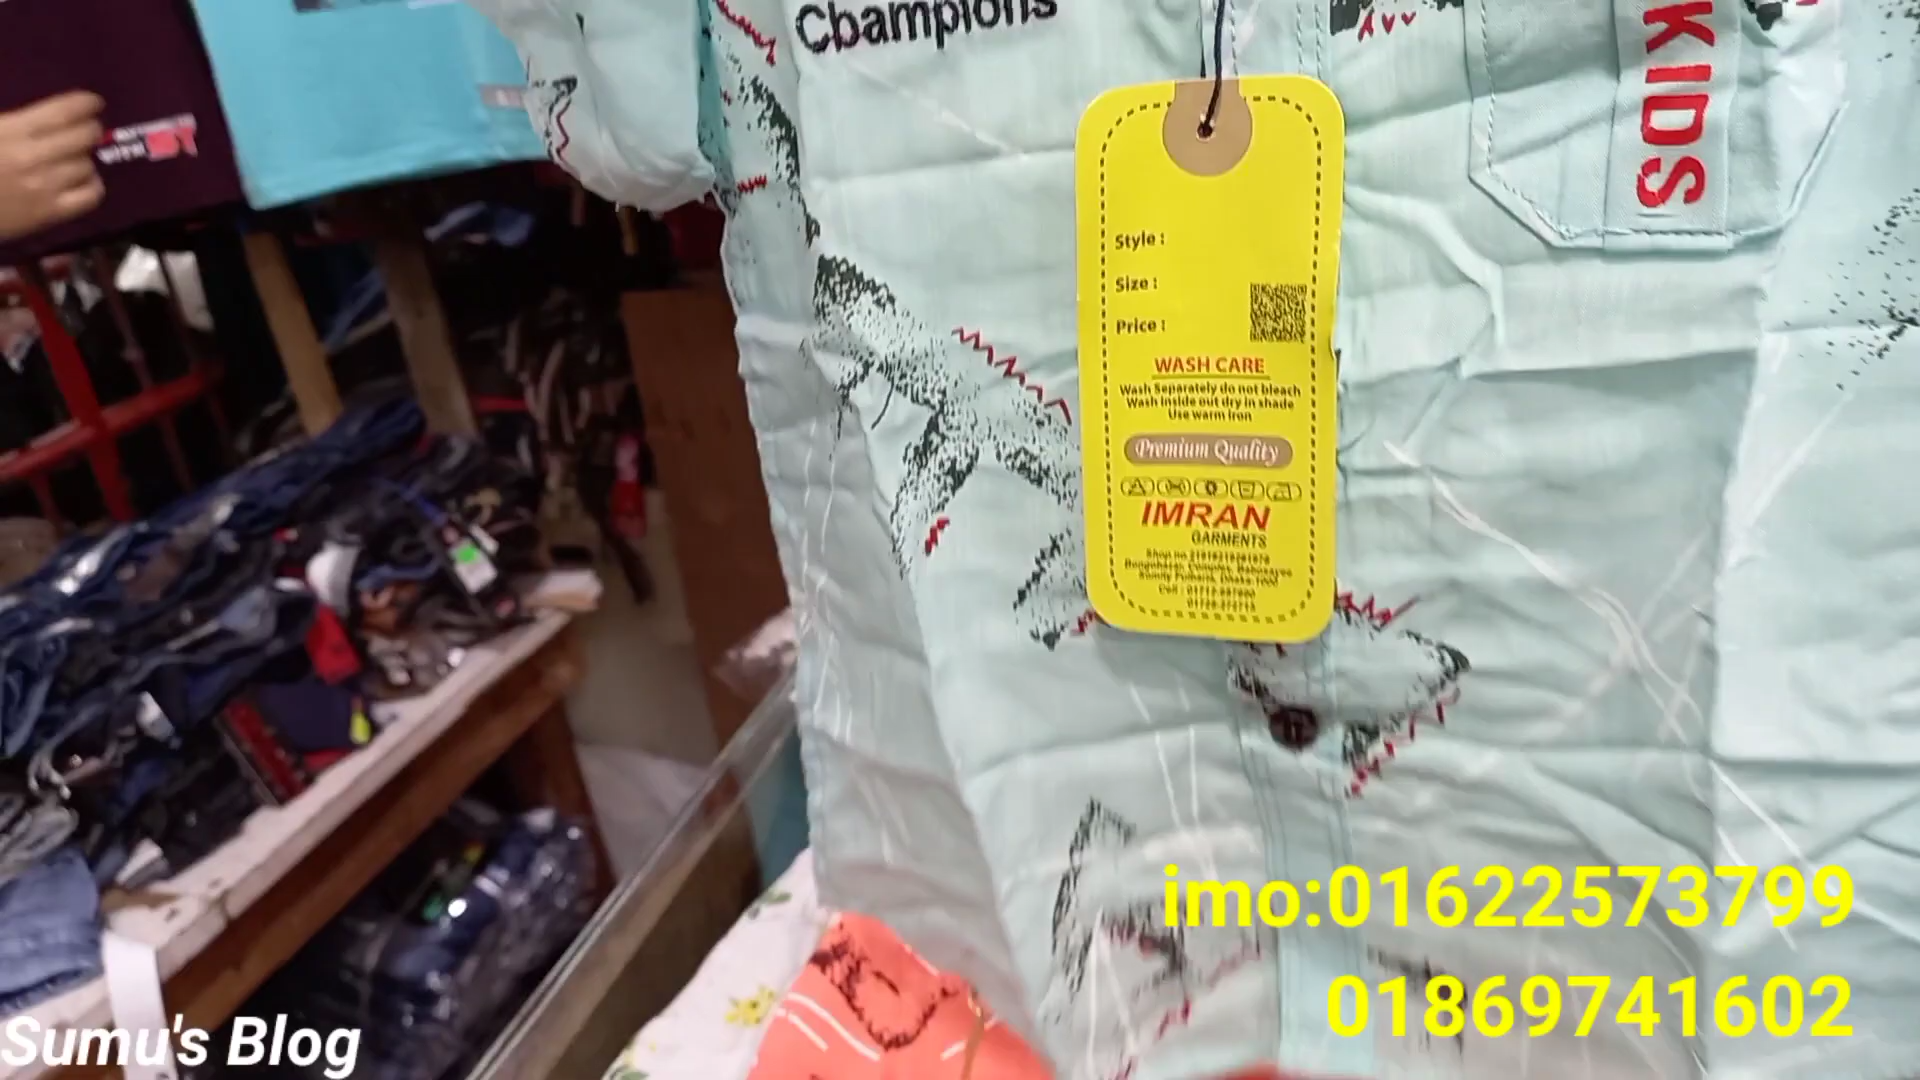 Cbampions
KIDS
Style :
Size :
Price :
WASH CARE
Wash Separately do not bleach
Wash inside out dry in shade
Use warm iron
Premium Quality
IMRAN
GARMENTS
imo:01622573799
01869741602
Sumu's Blog